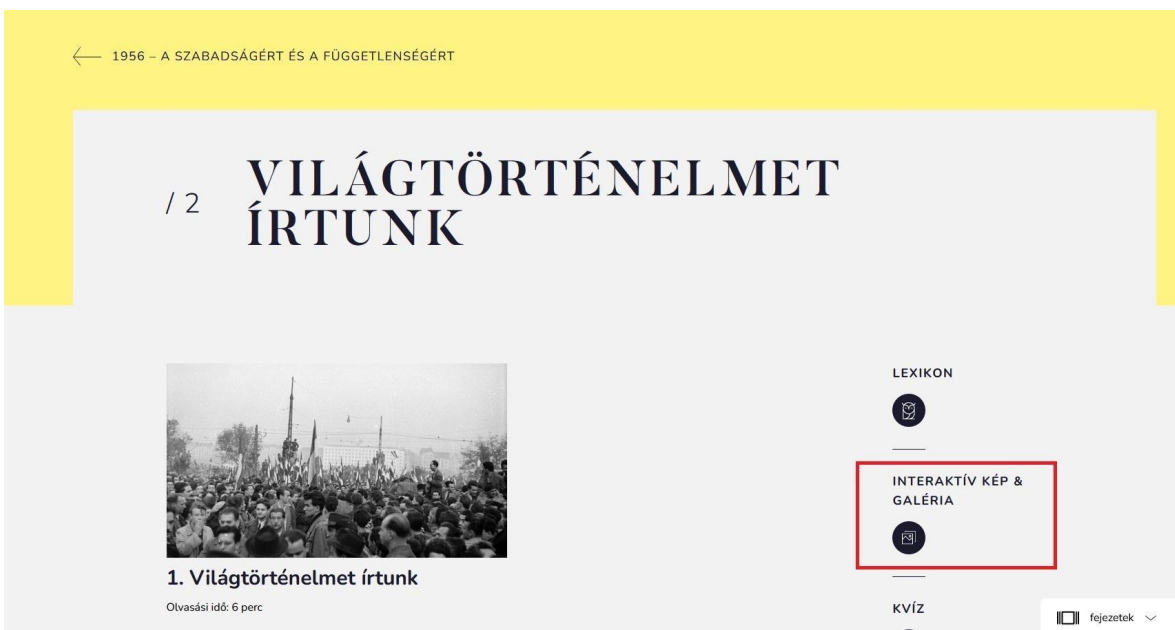 1956 – A SZABADSÁGÉRT ÉS A FÜGGETLENSÉGÉRT
/ 2
VILÁGTÖRTÉNELMET
ÍRTUNK
1. Világtörténelmet írtunk
Olvasási idő: 6 perc
LEXIKON
INTERAKTÍV KÉP &
GALÉRIA
KVÍZ
fejezetek